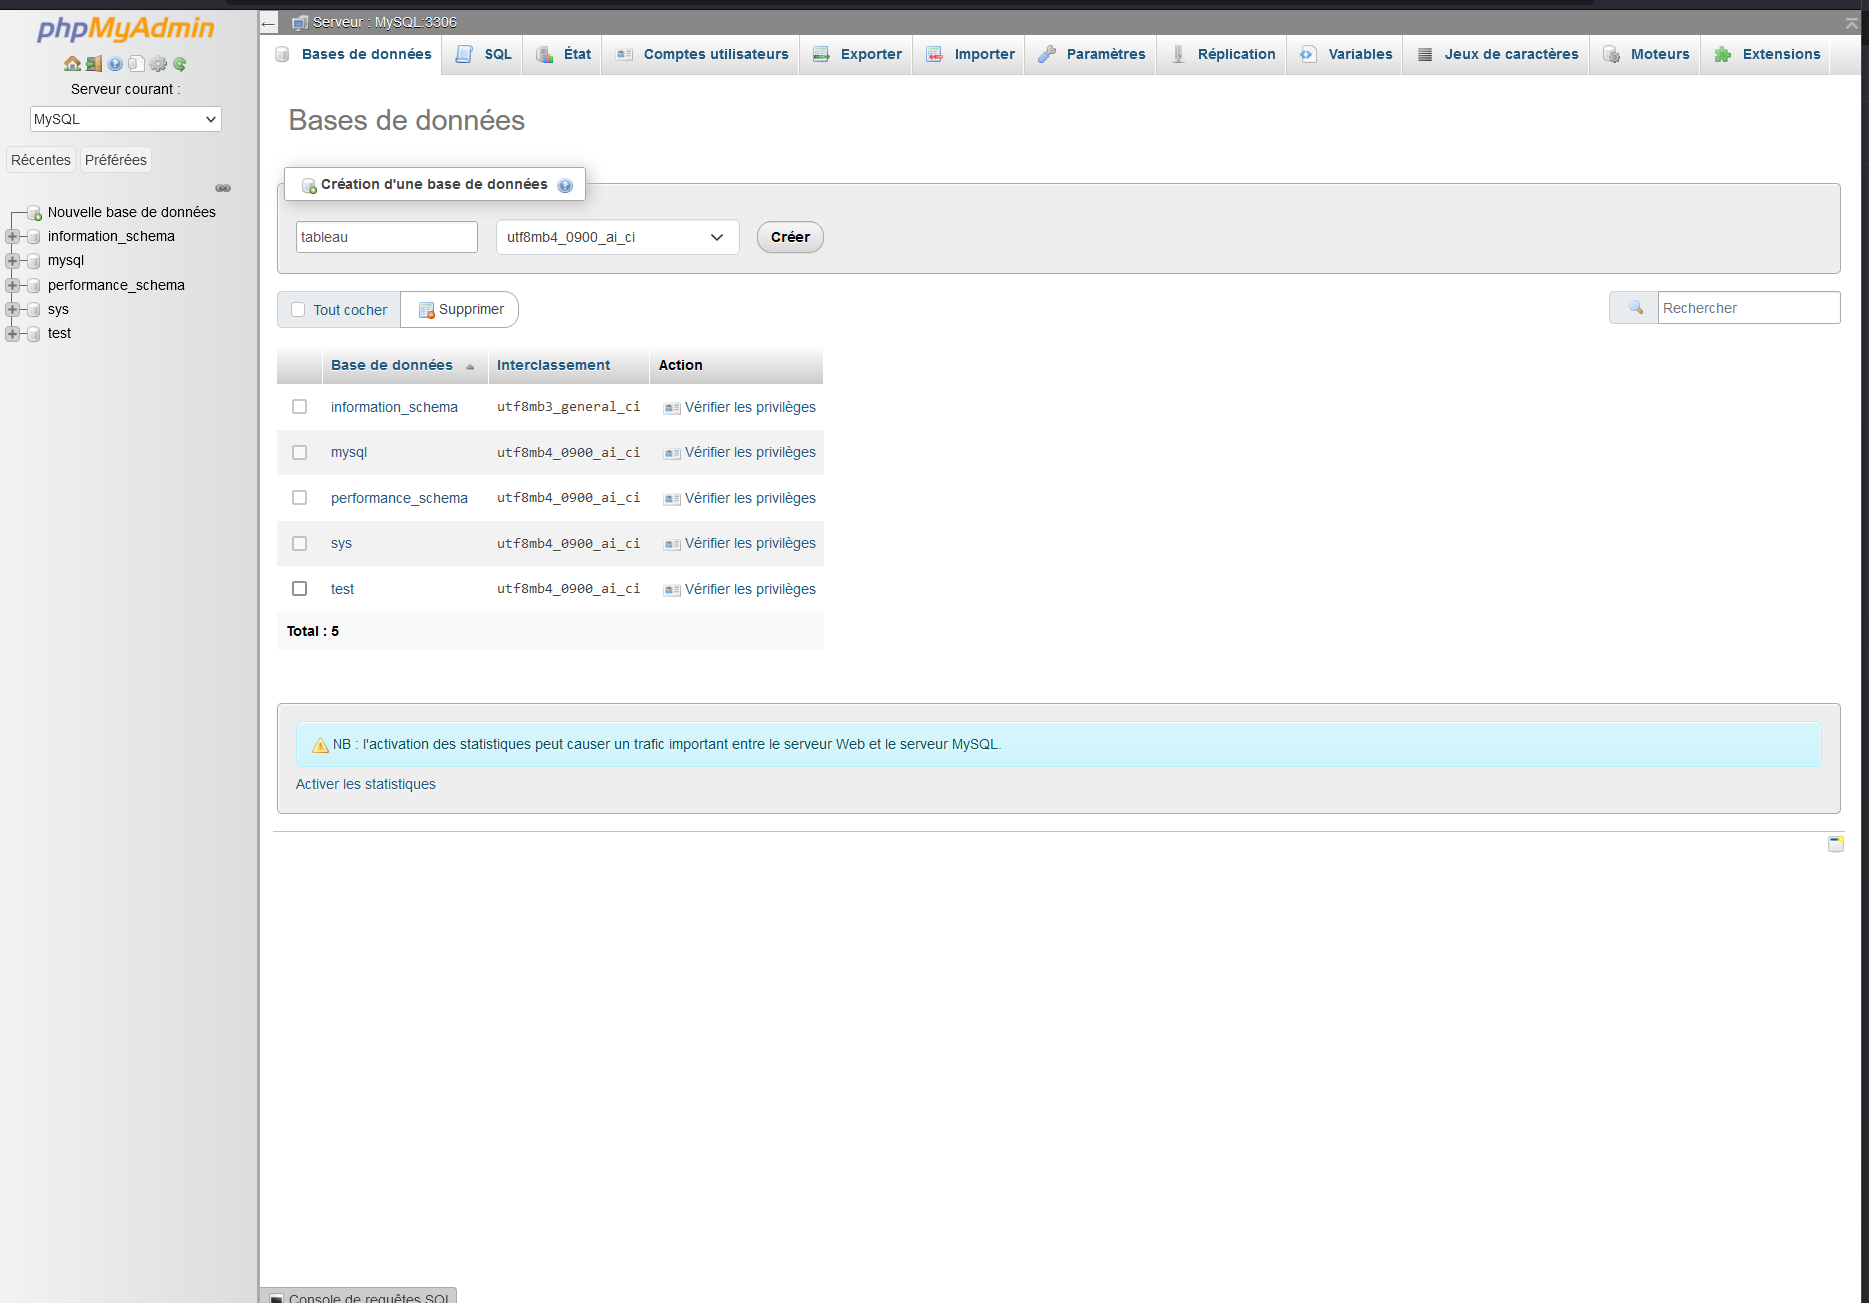 phpMyAdmin
Serveur courant :
MySQL
Récentes Préférées
Nouvelle base de données
information_schema
mysql
performance_schema
sys
test
Serveur : MySQL:3306
Bases de données SQL État Comptes utilisateurs Exporter Importer Paramètres Réplication Variables Jeux de caractères Moteurs Extensions
Bases de données
Création d'une base de données
tableau utf8mb4_0900_ai_ci Créer
Tout cocher Supprimer Rechercher
Base de données Interclassement Action
information_schema utf8mb3_general_ci Vérifier les privilèges
mysql utf8mb4_0900_ai_ci Vérifier les privilèges
performance_schema utf8mb4_0900_ai_ci Vérifier les privilèges
sys utf8mb4_0900_ai_ci Vérifier les privilèges
test utf8mb4_0900_ai_ci Vérifier les privilèges
Total : 5
NB : l'activation des statistiques peut causer un trafic important entre le serveur Web et le serveur MySQL.
Activer les statistiques
Console de requêtes SQL